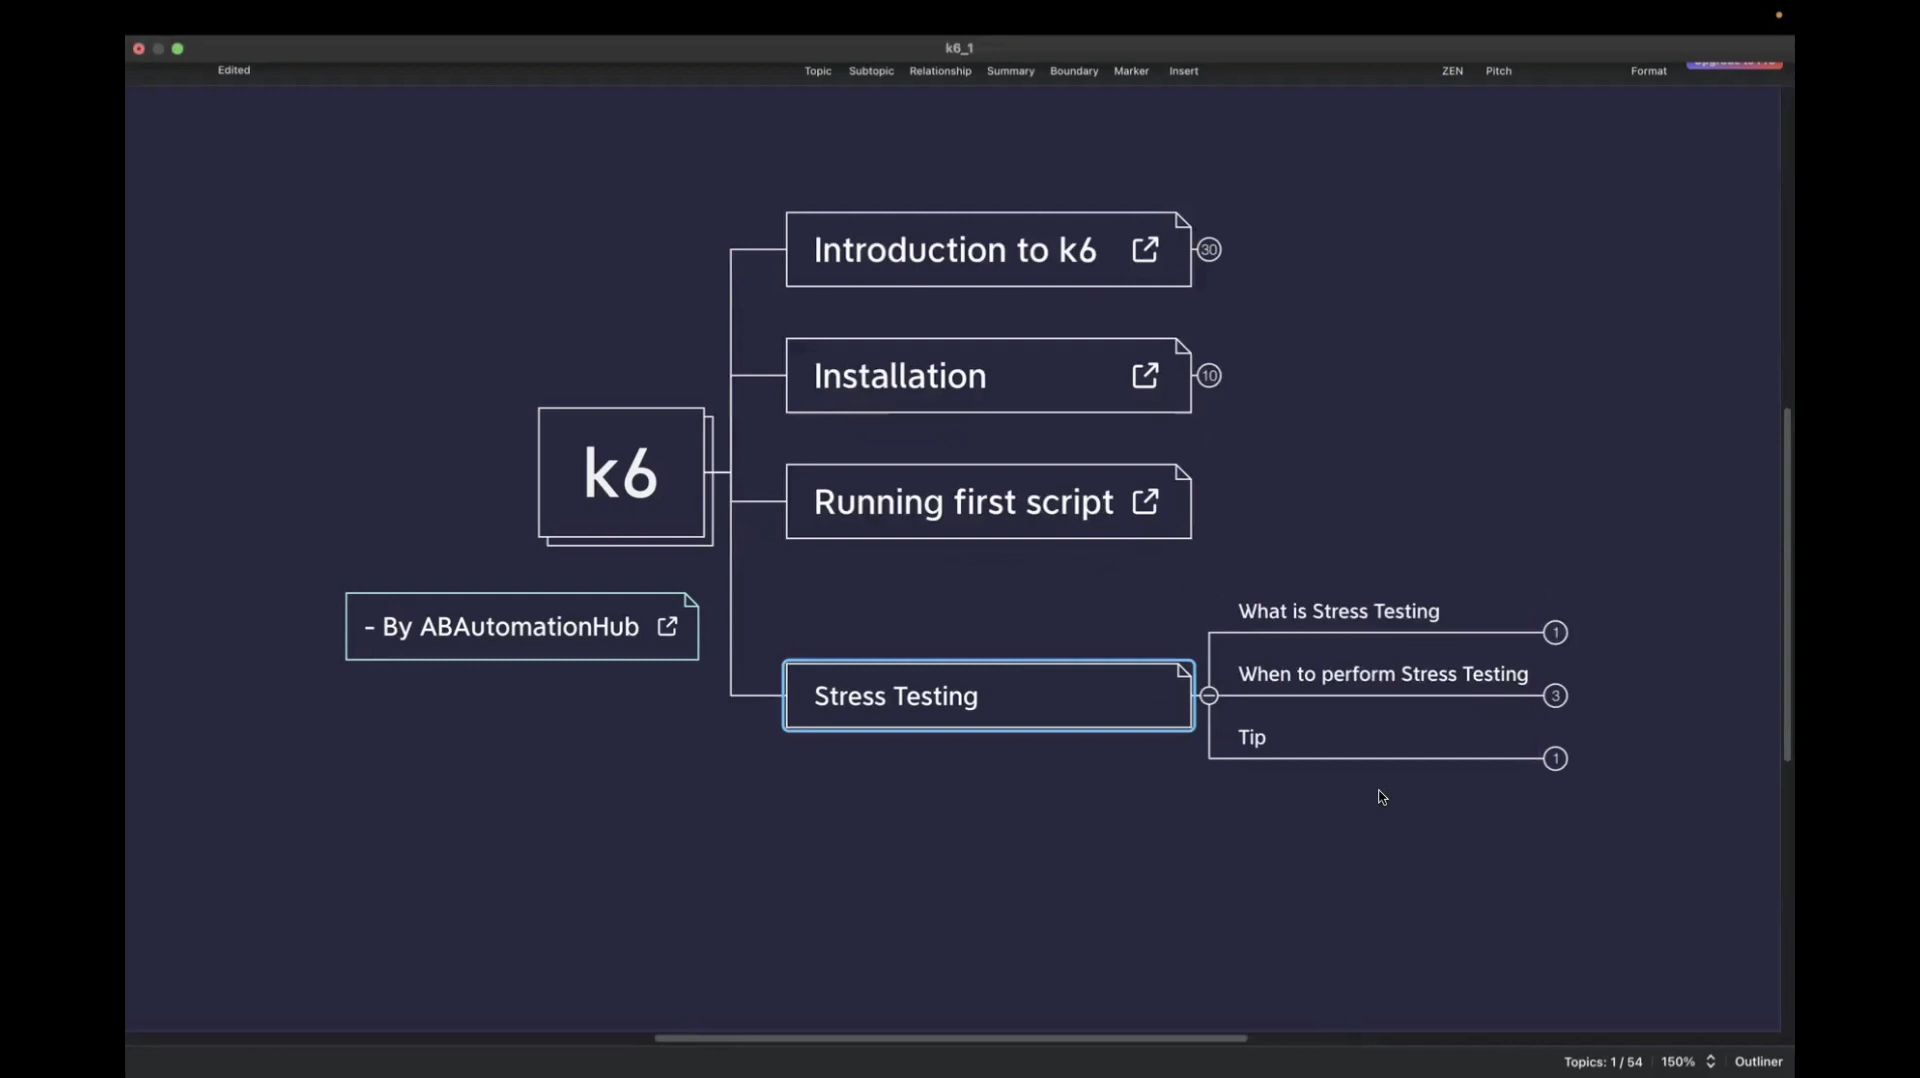 k6_1
Edited
Topic Subtopic Relationship Summary Boundary Marker Insert
ZEN Pitch
Format
Introduction to k6
30
Installation
10
k6
Running first script
- By ABAutomationHub
Stress Testing
What is Stress Testing
1
When to perform Stress Testing
3
Tip
1
Topics: 1 / 54
150%
Outliner